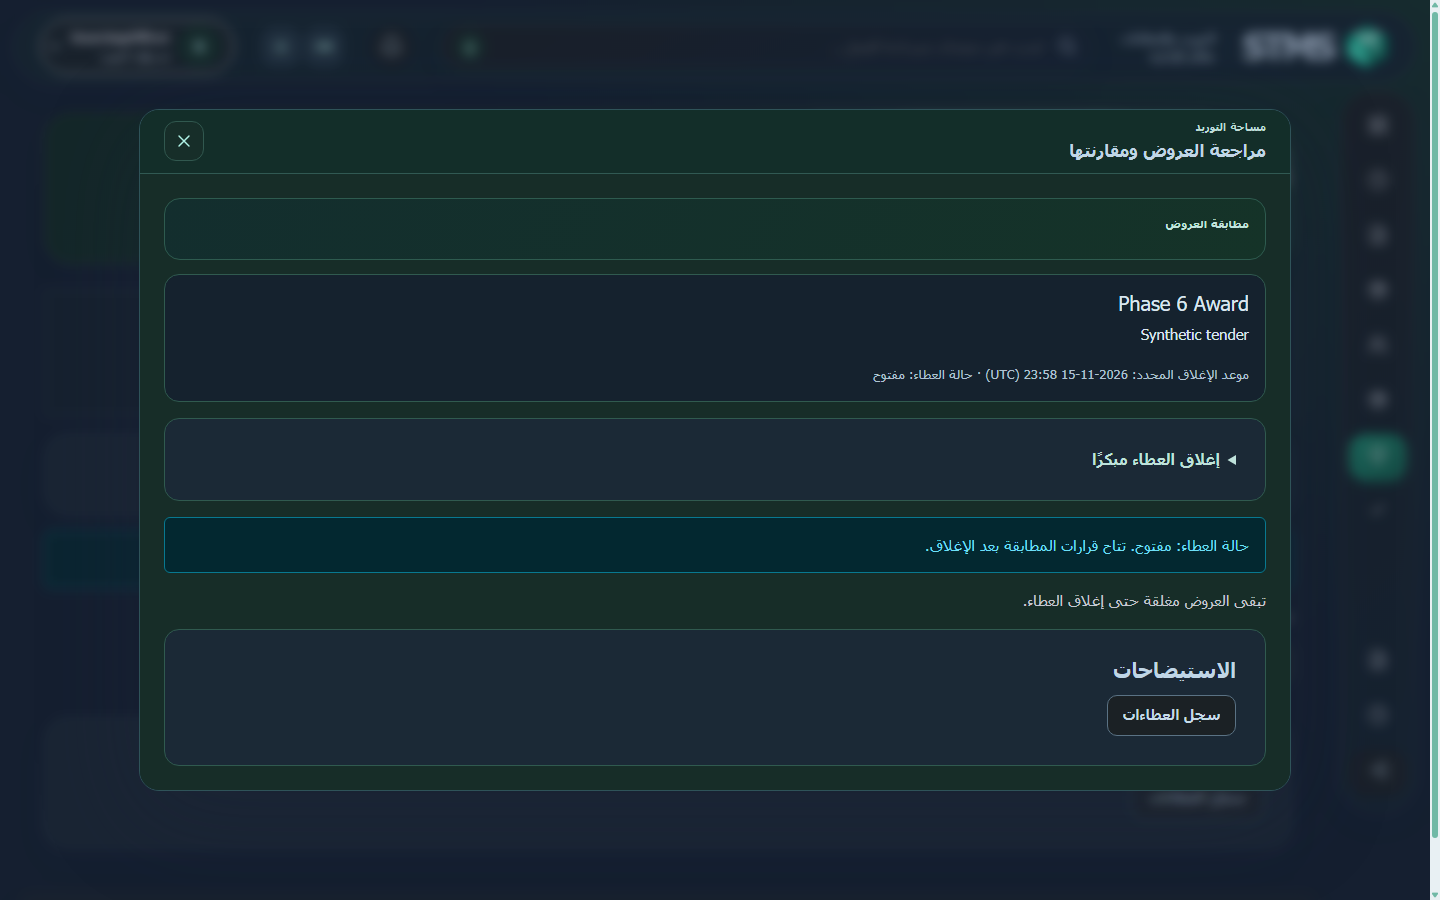 STMS
مساحة التوريد
مراجعة العروض ومقارنتها
مطابقة العروض
Phase 6 Award
Synthetic tender
موعد الإغلاق المحدد: 2026-11-15 23:58 (UTC) · حالة العطاء: مفتوح
إغلاق العطاء مبكرًا
حالة العطاء: مفتوح. تتاح قرارات المطابقة بعد الإغلاق.
تبقى العروض مغلقة حتى إغلاق العطاء.
الاستيضاحات
سجل العطاءات